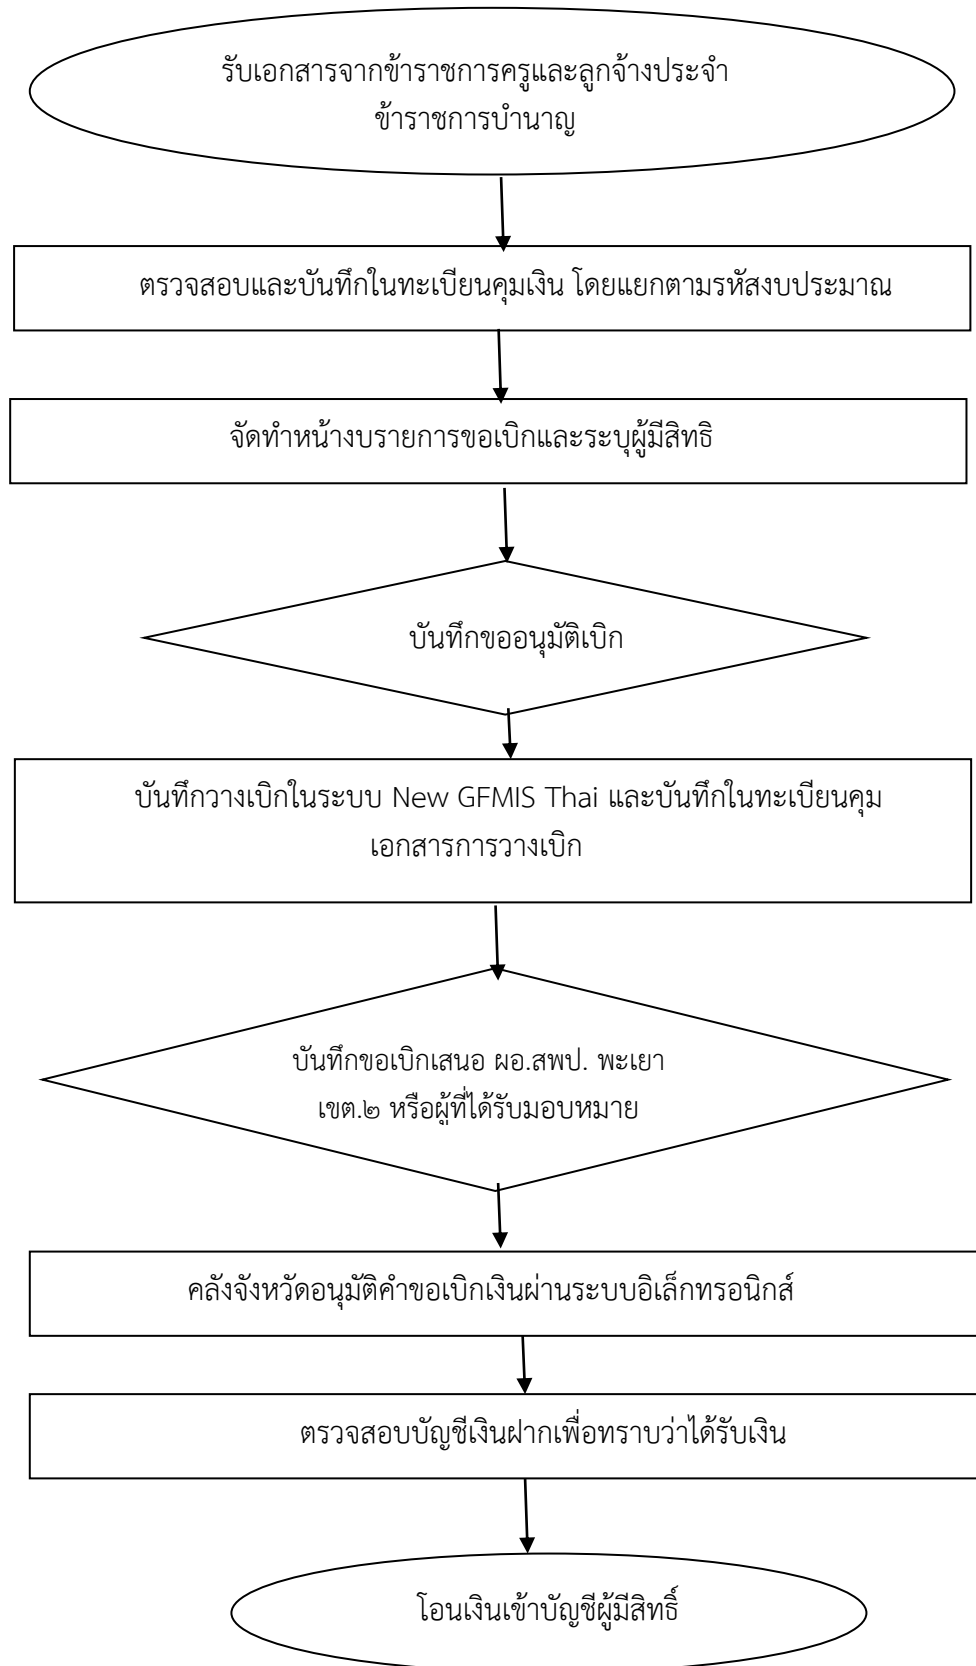 รับเอกสารจากข้าราชการครูและลูกจ้างประจำ
ข้าราชการบำนาญ
ตรวจสอบและบันทึกในทะเบียนคุมเงิน โดยแยกตามรหัสงบประมาณ
จัดทำหน้างบรายการขอเบิกและระบุผู้มีสิทธิ
บันทึกขออนุมัติเบิก
บันทึกวางเบิกในระบบ New GFMIS Thai และบันทึกในทะเบียนคุม
เอกสารการวางเบิก
บันทึกขอเบิกเสนอ ผอ.สพป. พะเยา
เขต.๒ หรือผู้ที่ได้รับมอบหมาย
คลังจังหวัดอนุมัติคำขอเบิกเงินผ่านระบบอิเล็กทรอนิกส์
ตรวจสอบบัญชีเงินฝากเพื่อทราบว่าได้รับเงิน
โอนเงินเข้าบัญชีผู้มีสิทธิ์